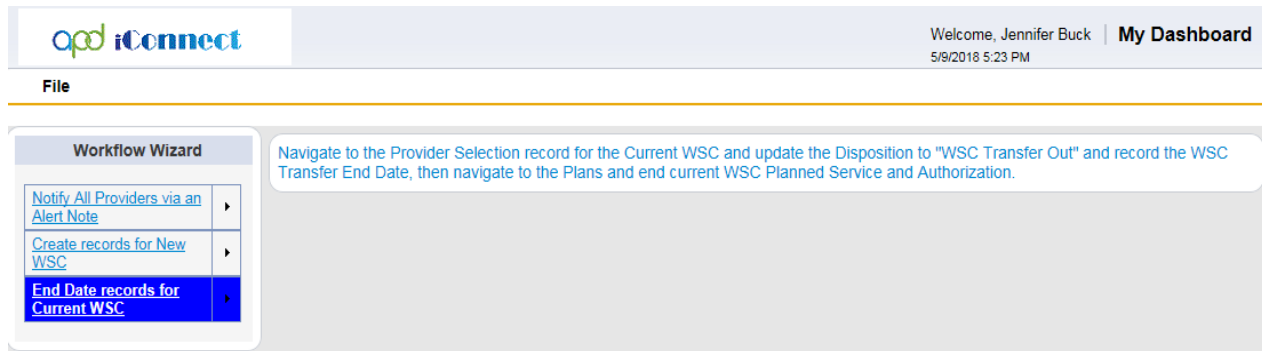 apd iConnect
Welcome, Jennifer Buck | My Dashboard
5/9/2018 5:23 PM
File
Workflow Wizard
Notify All Providers via an
Alert Note
Create records for New
WSC
End Date records for
Current WSC
Navigate to the Provider Selection record for the Current WSC and update the Disposition to "WSC Transfer Out" and record the WSC
Transfer End Date, then navigate to the Plans and end current WSC Planned Service and Authorization.